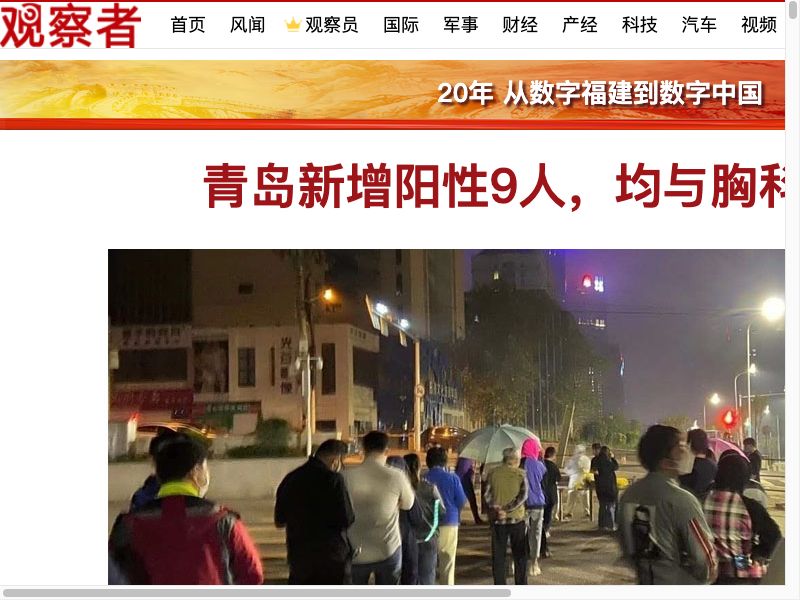 观察者
首页 风闻 观察员 国际 军事 财经 产经 科技 汽车 视频
20年 从数字福建到数字中国
青岛新增阳性9人，均与胸科